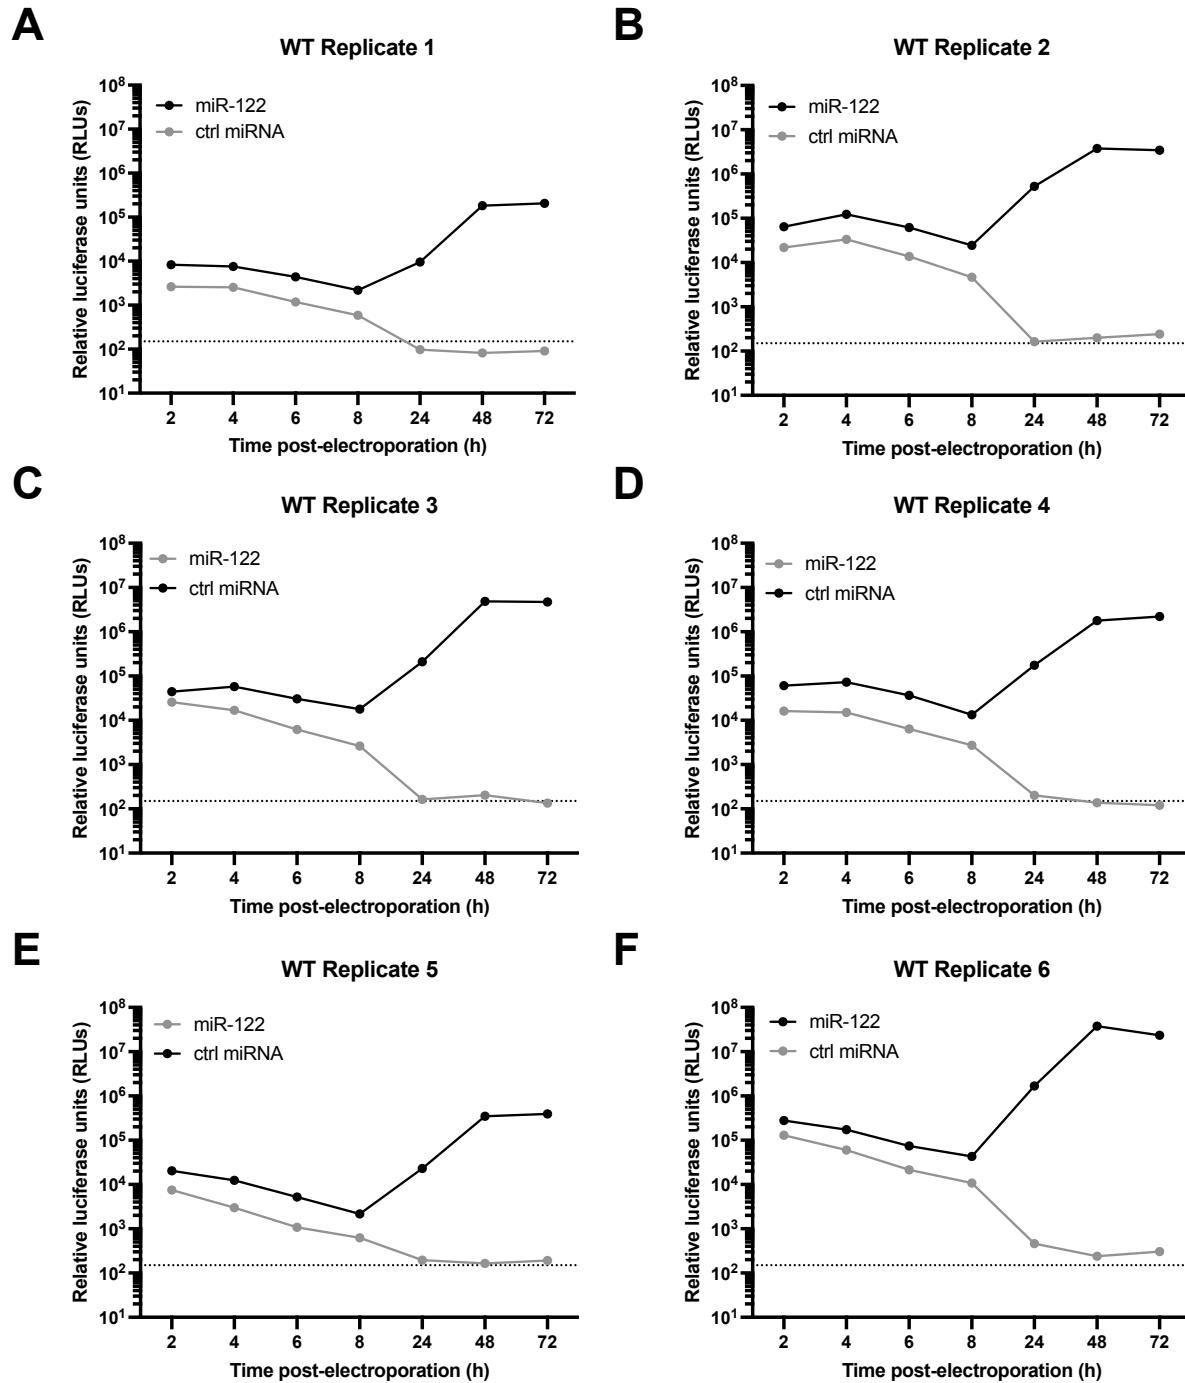 A
WT Replicate 1
Relative luciferase units (RLUs)
10⁸
10⁷
10⁶
10⁵
10⁴
10³
10²
10¹
miR-122
ctrl miRNA
2 4 6 8 24 48 72
Time post-electroporation (h)
B
WT Replicate 2
Relative luciferase units (RLUs)
10⁸
10⁷
10⁶
10⁵
10⁴
10³
10²
10¹
miR-122
ctrl miRNA
2 4 6 8 24 48 72
Time post-electroporation (h)
C
WT Replicate 3
Relative luciferase units (RLUs)
10⁸
10⁷
10⁶
10⁵
10⁴
10³
10²
10¹
miR-122
ctrl miRNA
2 4 6 8 24 48 72
Time post-electroporation (h)
D
WT Replicate 4
Relative luciferase units (RLUs)
10⁸
10⁷
10⁶
10⁵
10⁴
10³
10²
10¹
miR-122
ctrl miRNA
2 4 6 8 24 48 72
Time post-electroporation (h)
E
WT Replicate 5
Relative luciferase units (RLUs)
10⁸
10⁷
10⁶
10⁵
10⁴
10³
10²
10¹
miR-122
ctrl miRNA
2 4 6 8 24 48 72
Time post-electroporation (h)
F
WT Replicate 6
Relative luciferase units (RLUs)
10⁸
10⁷
10⁶
10⁵
10⁴
10³
10²
10¹
miR-122
ctrl miRNA
2 4 6 8 24 48 72
Time post-electroporation (h)